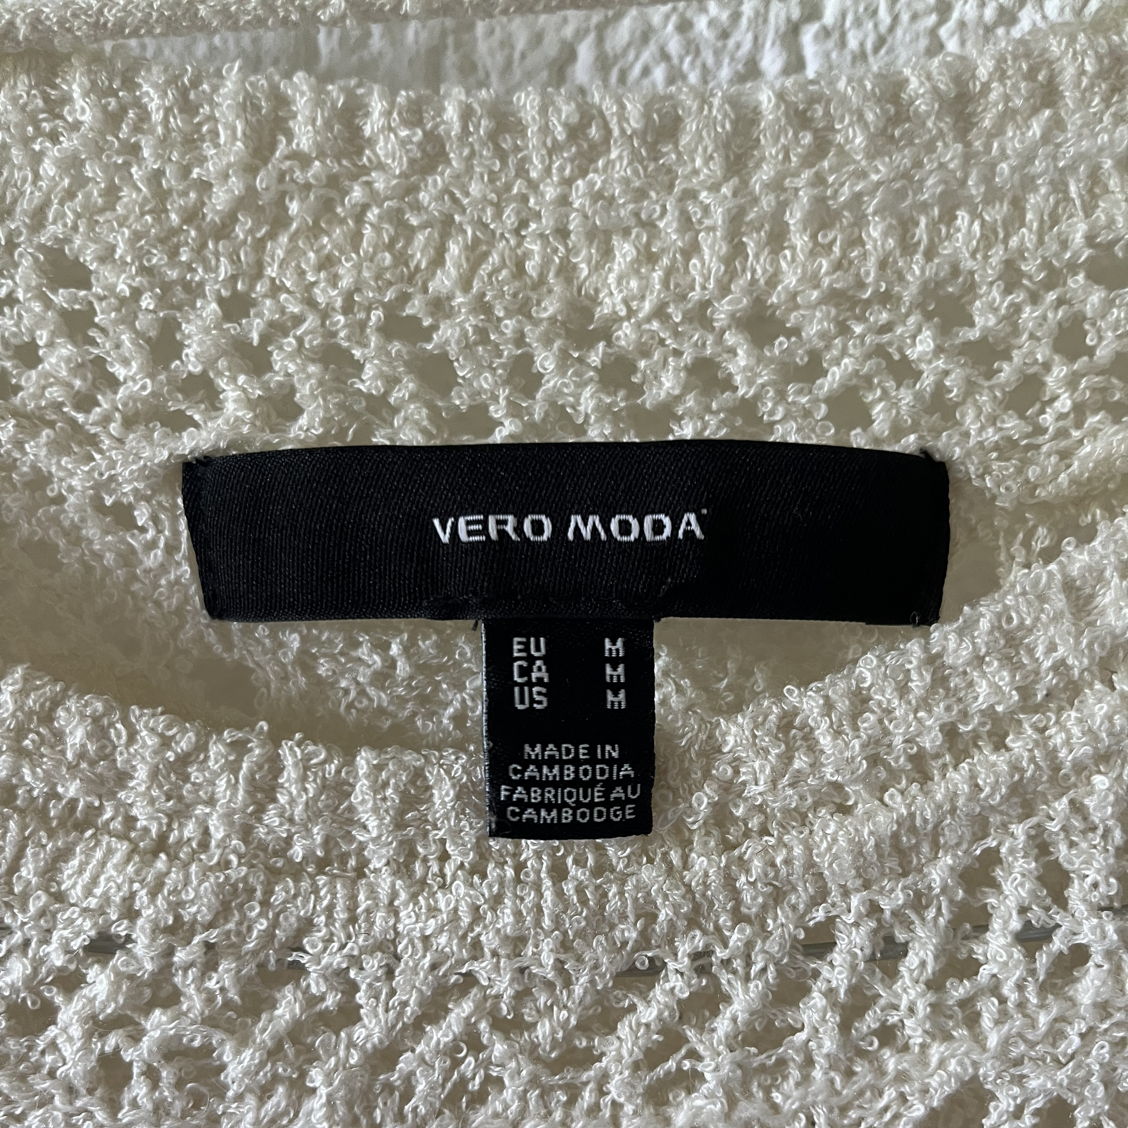 VERO MODA
EU M
CA M
US M
MADE IN
CAMBODIA
FABRIQUÉ AU
CAMBODGE